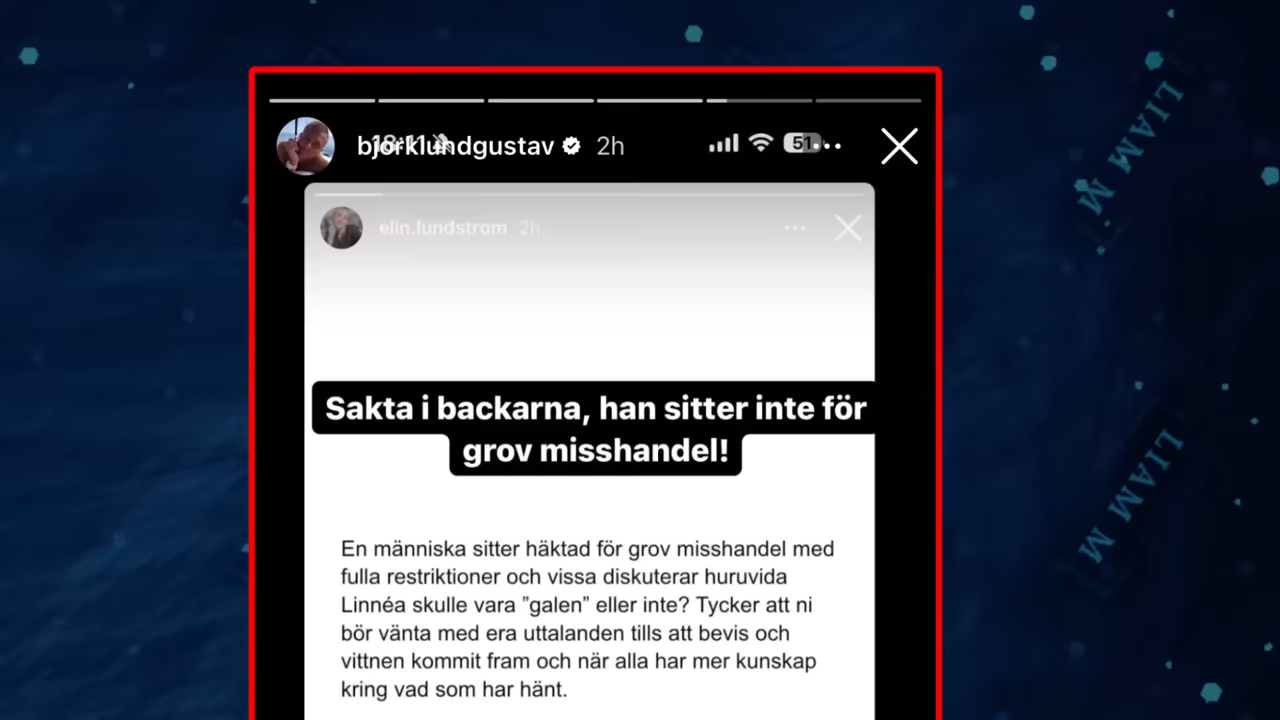 bjorklundgustav 2h
51
elin.lundstrom 2h
Sakta i backarna, han sitter inte för
grov misshandel!
En människa sitter häktad för grov misshandel med
fulla restriktioner och vissa diskuterar huruvida
Linnéa skulle vara ”galen” eller inte? Tycker att ni
bör vänta med era uttalanden tills att bevis och
vittnen kommit fram och när alla har mer kunskap
kring vad som har hänt.
LIAM M
LIAM M